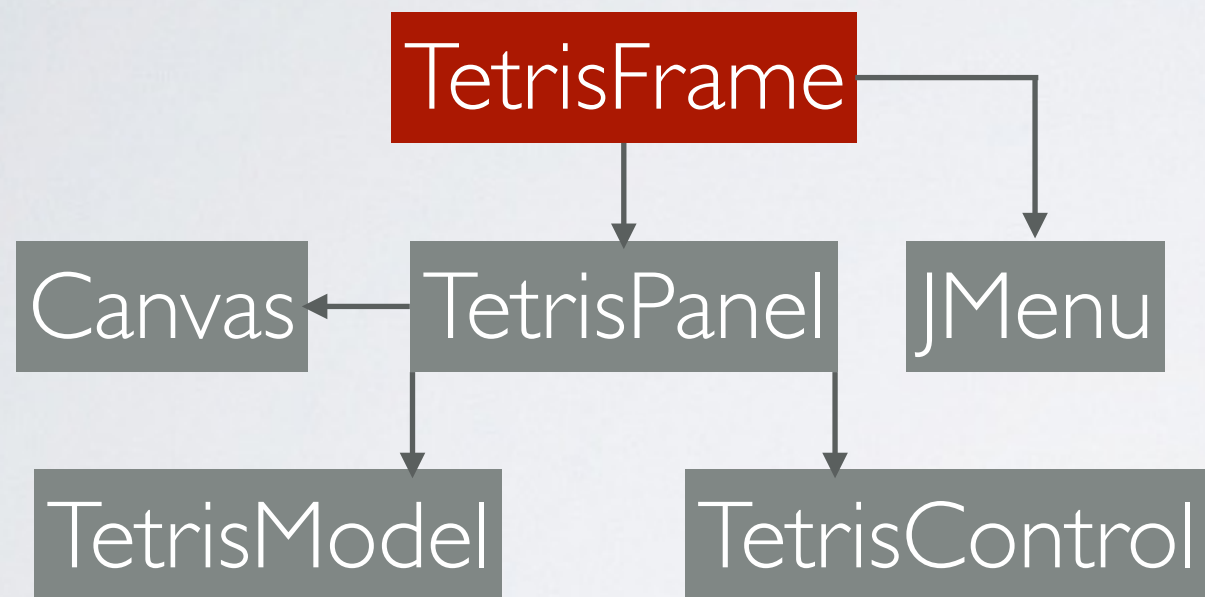 TetrisFrame
Canvas
TetrisPanel
JMenu
TetrisModel
TetrisControl